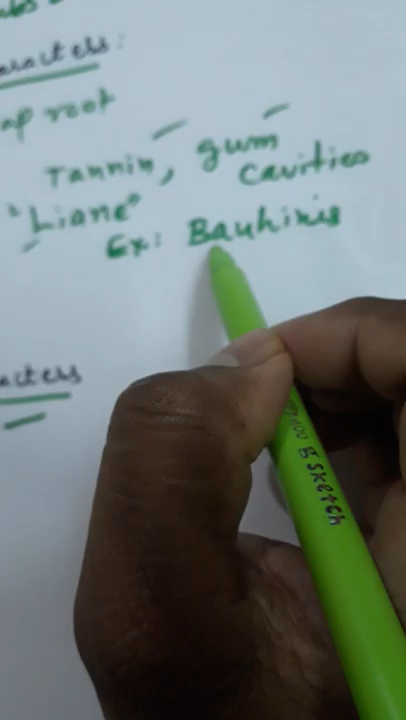 aracters:
ap root
Tannin, gum
cavities
"Liane"
Ex: Bauhinia
acters
sketch